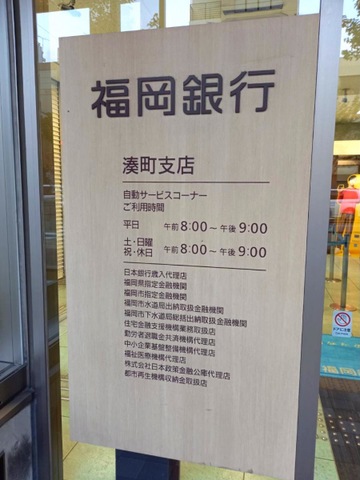 福岡銀行
湊町支店
自動サービスコーナー
ご利用時間
平日 午前8:00～午後9:00
土・日曜
祝・休日 午前8:00～午後9:00
日本銀行歳入代理店
福岡県指定金融機関
福岡市指定金融機関
福岡市水道局出納取扱金融機関
福岡市下水道局総括出納取扱金融機関
住宅金融支援機構業務取扱店
勤労者退職金共済機構代理店
中小企業基盤整備機構代理店
福祉医療機構代理店
株式会社日本政策金融公庫代理店
都市再生機構収納金取扱店